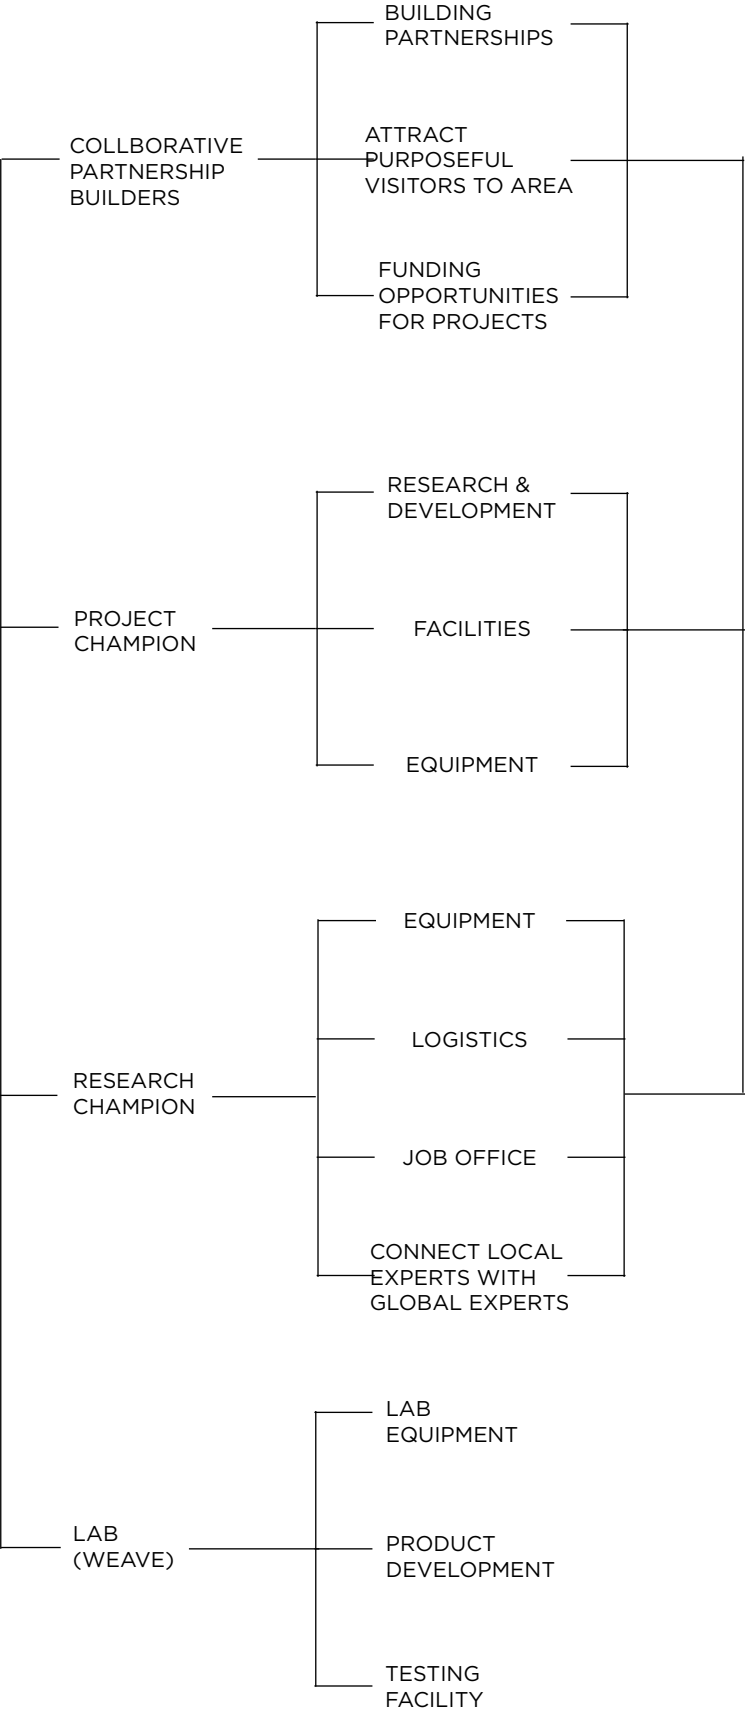 BUILDING
PARTNERSHIPS
COLLBORATIVE
PARTNERSHIP
BUILDERS
ATTRACT
PURPOSEFUL
VISITORS TO AREA
FUNDING
OPPORTUNITIES
FOR PROJECTS
RESEARCH &
DEVELOPMENT
PROJECT
CHAMPION
FACILITIES
EQUIPMENT
EQUIPMENT
LOGISTICS
RESEARCH
CHAMPION
JOB OFFICE
CONNECT LOCAL
EXPERTS WITH
GLOBAL EXPERTS
LAB
EQUIPMENT
LAB
(WEAVE)
PRODUCT
DEVELOPMENT
TESTING
FACILITY